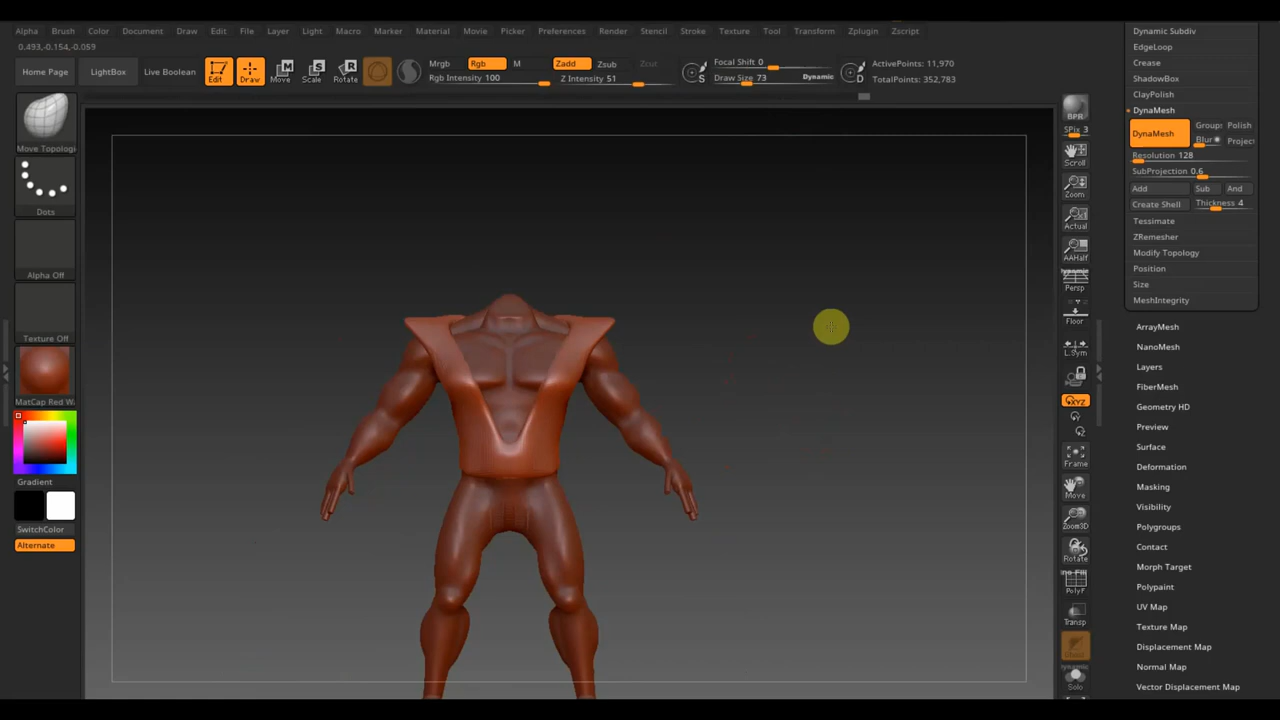 Alpha Brush Color Document Draw Edit File Layer Light Macro Marker Material Movie Picker Preferences Render Stencil Stroke Texture Tool Transform Zplugin Zscript
0.493,-0.154,-0.059
Home Page LightBox Live Boolean Edit Draw Move Scale Rotate
Mrgb Rgb M Zadd Zsub Zcut
Rgb Intensity 100 Z Intensity 51
S Focal Shift 0
Draw Size 73 Dynamic
D ActivePoints: 11,970
TotalPoints: 352,783
Move Topologi
Dots
Alpha Off
Texture Off
MatCap Red W
Gradient
SwitchColor
Alternate
BPR
SPix 3
Scroll
Zoom
Actual
AAHalf
Dynamic
Persp
Floor
L.Sym
XYZ
Y
Z
Frame
Move
Zoom3D
Rotate
PolyF
Transp
Dynamic
Solo
Dynamic Subdiv
EdgeLoop
Crease
ShadowBox
ClayPolish
DynaMesh
DynaMesh Groups Polish
Blur Project
Resolution 128
SubProjection 0.6
Add Sub And
Create Shell Thickness 4
Tessimate
ZRemesher
Modify Topology
Position
Size
MeshIntegrity
ArrayMesh
NanoMesh
Layers
FiberMesh
Geometry HD
Preview
Surface
Deformation
Masking
Visibility
Polygroups
Contact
Morph Target
Polypaint
UV Map
Texture Map
Displacement Map
Normal Map
Vector Displacement Map